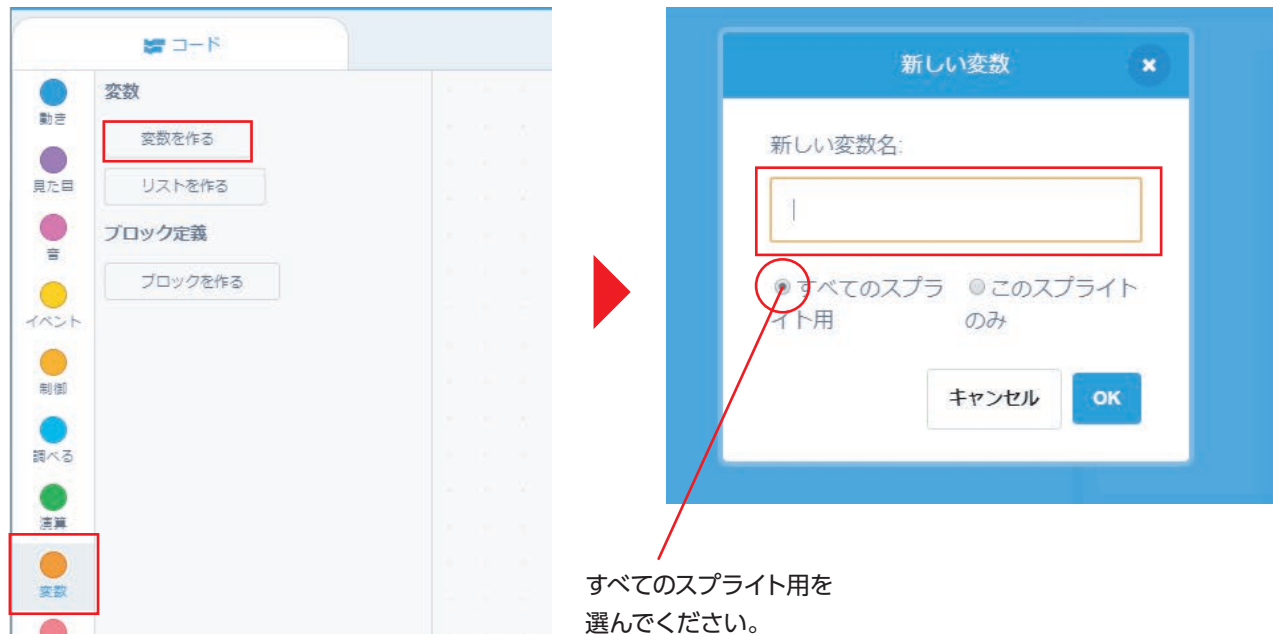 コード
変数
変数を作る
リストを作る
ブロック定義
ブロックを作る
動き
見た目
音
イベント
制御
調べる
演算
変数
新しい変数
新しい変数名:
すべてのスプラ
イト用
このスプライト
のみ
キャンセル
OK
すべてのスプライト用を
選んでください。